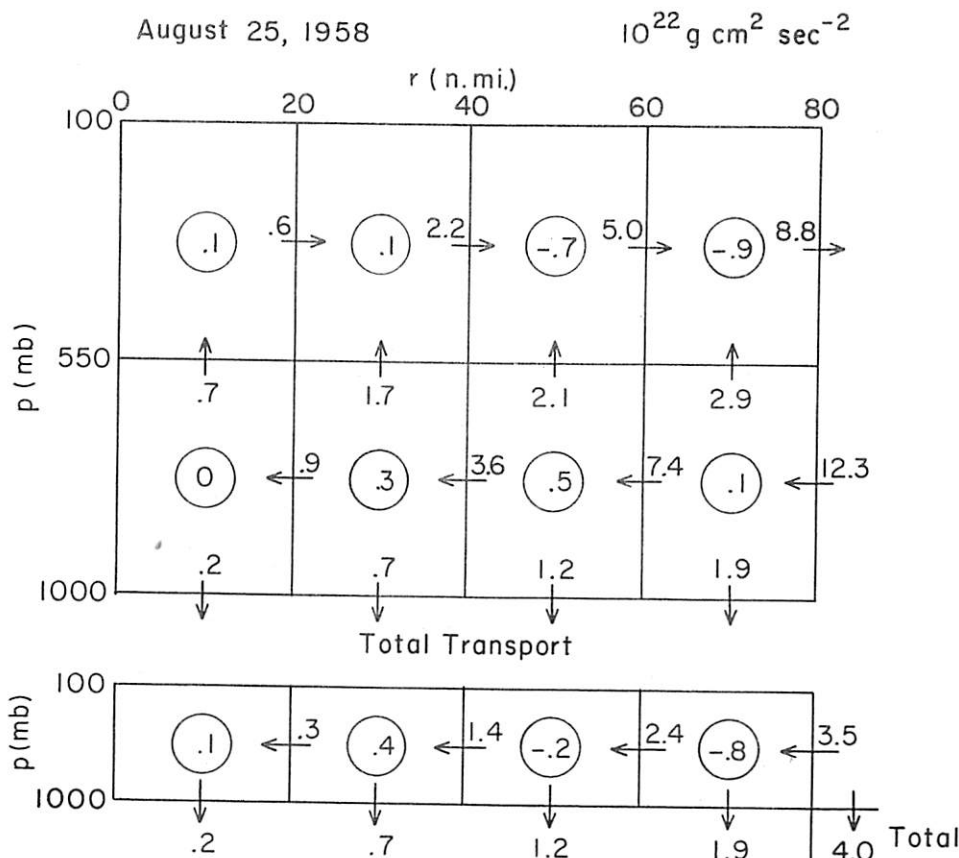 August 25, 1958 10²² g cm² sec⁻²
r (n. mi.)
0 20 40 60 80
100
.1 .6 .1 2.2 -.7 5.0 -.9 8.8
p (mb)
550
.7 1.7 2.1 2.9
0 .9 .3 3.6 .5 7.4 .1 12.3
.2 .7 1.2 1.9
1000
Total Transport
100
p (mb)
.1 .3 .4 1.4 -.2 2.4 -.8 3.5
1000
.2 .7 1.2 1.9 4.0 Total